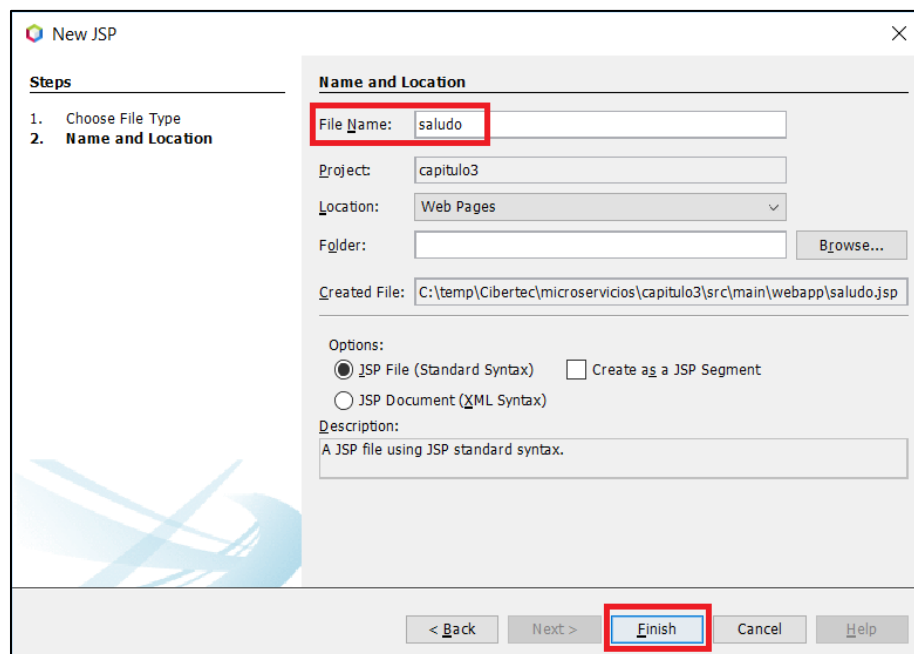 New JSP
Steps
1. Choose File Type
2. Name and Location
Name and Location
File Name: saludo
Project: capitulo3
Location: Web Pages
Folder: Browse...
Created File: C:\temp\Cibertec\microservicios\capitulo3\src\main\webapp\saludo.jsp
Options:
JSP File (Standard Syntax) Create as a JSP Segment
JSP Document (XML Syntax)
Description:
A JSP file using JSP standard syntax.
< Back Next > Finish Cancel Help